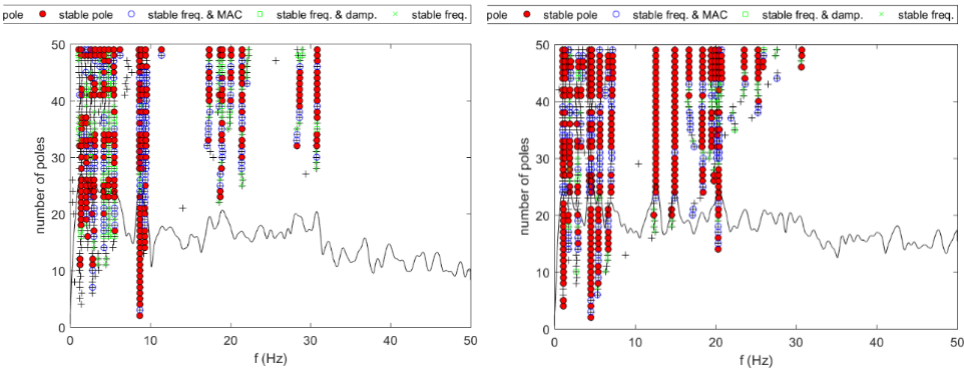 pole stable pole stable freq. & MAC stable freq. & damp. stable freq.
50
40
30
20
10
0
number of poles
0 10 20 30 40 50
f (Hz)
pole stable pole stable freq. & MAC stable freq. & damp. stable freq.
50
40
30
20
10
0
number of poles
0 10 20 30 40 50
f (Hz)